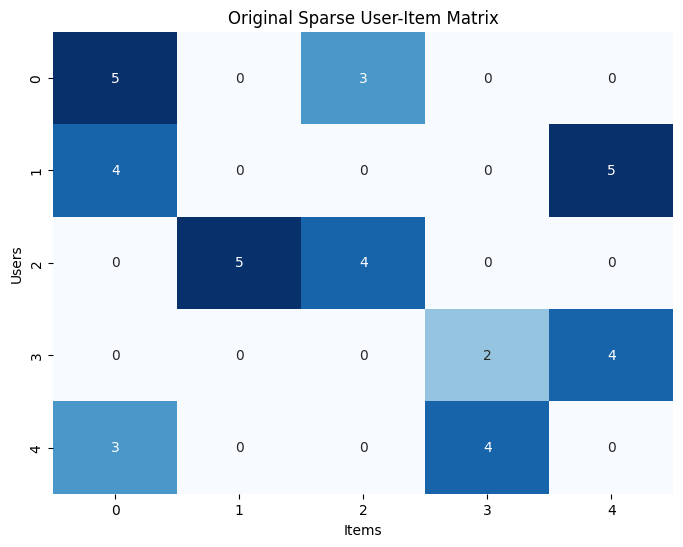 Original Sparse User-Item Matrix
0 5 0 3 0 0
1 4 0 0 0 5
Users
2 0 5 4 0 0
3 0 0 0 2 4
4 3 0 0 4 0
0 1 2 3 4
Items